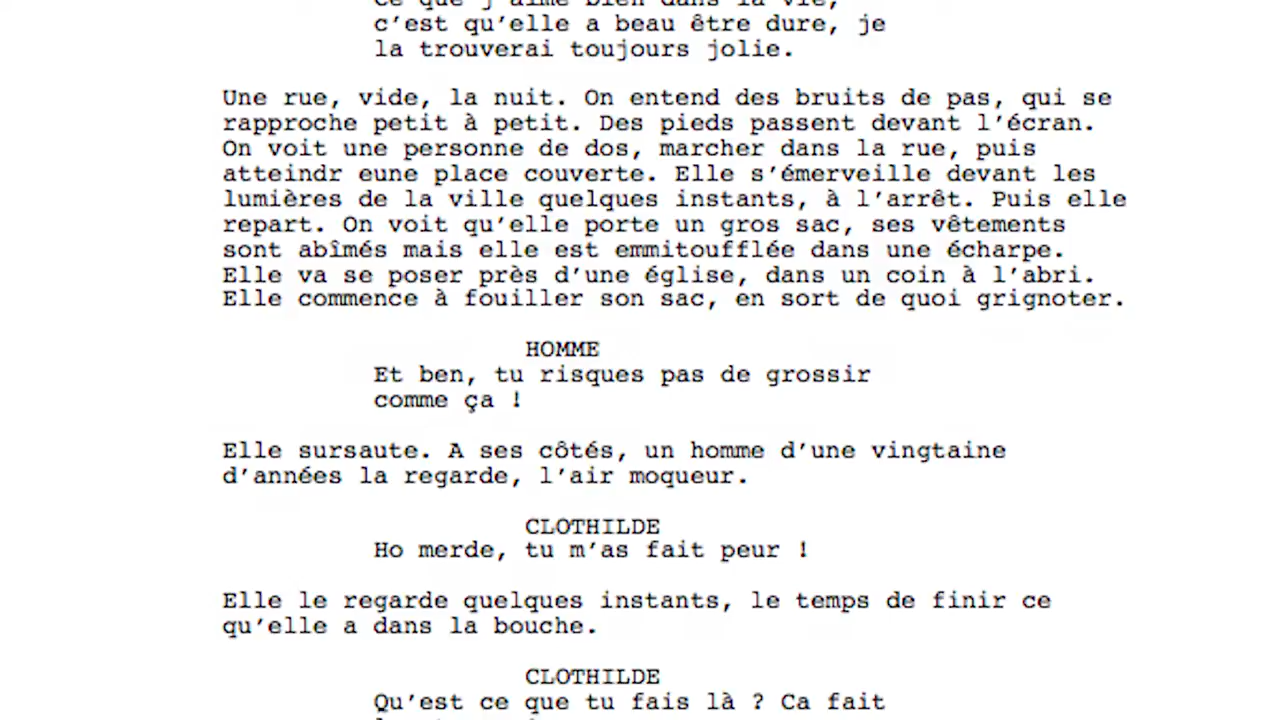 Ce que j'aime bien dans la vie,
c'est qu'elle a beau être dure, je
la trouverai toujours jolie.
Une rue, vide, la nuit. On entend des bruits de pas, qui se
rapproche petit à petit. Des pieds passent devant l'écran.
On voit une personne de dos, marcher dans la rue, puis
atteindr eune place couverte. Elle s'émerveille devant les
lumières de la ville quelques instants, à l'arrêt. Puis elle
repart. On voit qu'elle porte un gros sac, ses vêtements
sont abîmés mais elle est emmitoufflée dans une écharpe.
Elle va se poser près d'une église, dans un coin à l'abri.
Elle commence à fouiller son sac, en sort de quoi grignoter.
HOMME
Et ben, tu risques pas de grossir
comme ça !
Elle sursaute. A ses côtés, un homme d'une vingtaine
d'années la regarde, l'air moqueur.
CLOTHILDE
Ho merde, tu m'as fait peur !
Elle le regarde quelques instants, le temps de finir ce
qu'elle a dans la bouche.
CLOTHILDE
Qu'est ce que tu fais là ? Ca fait